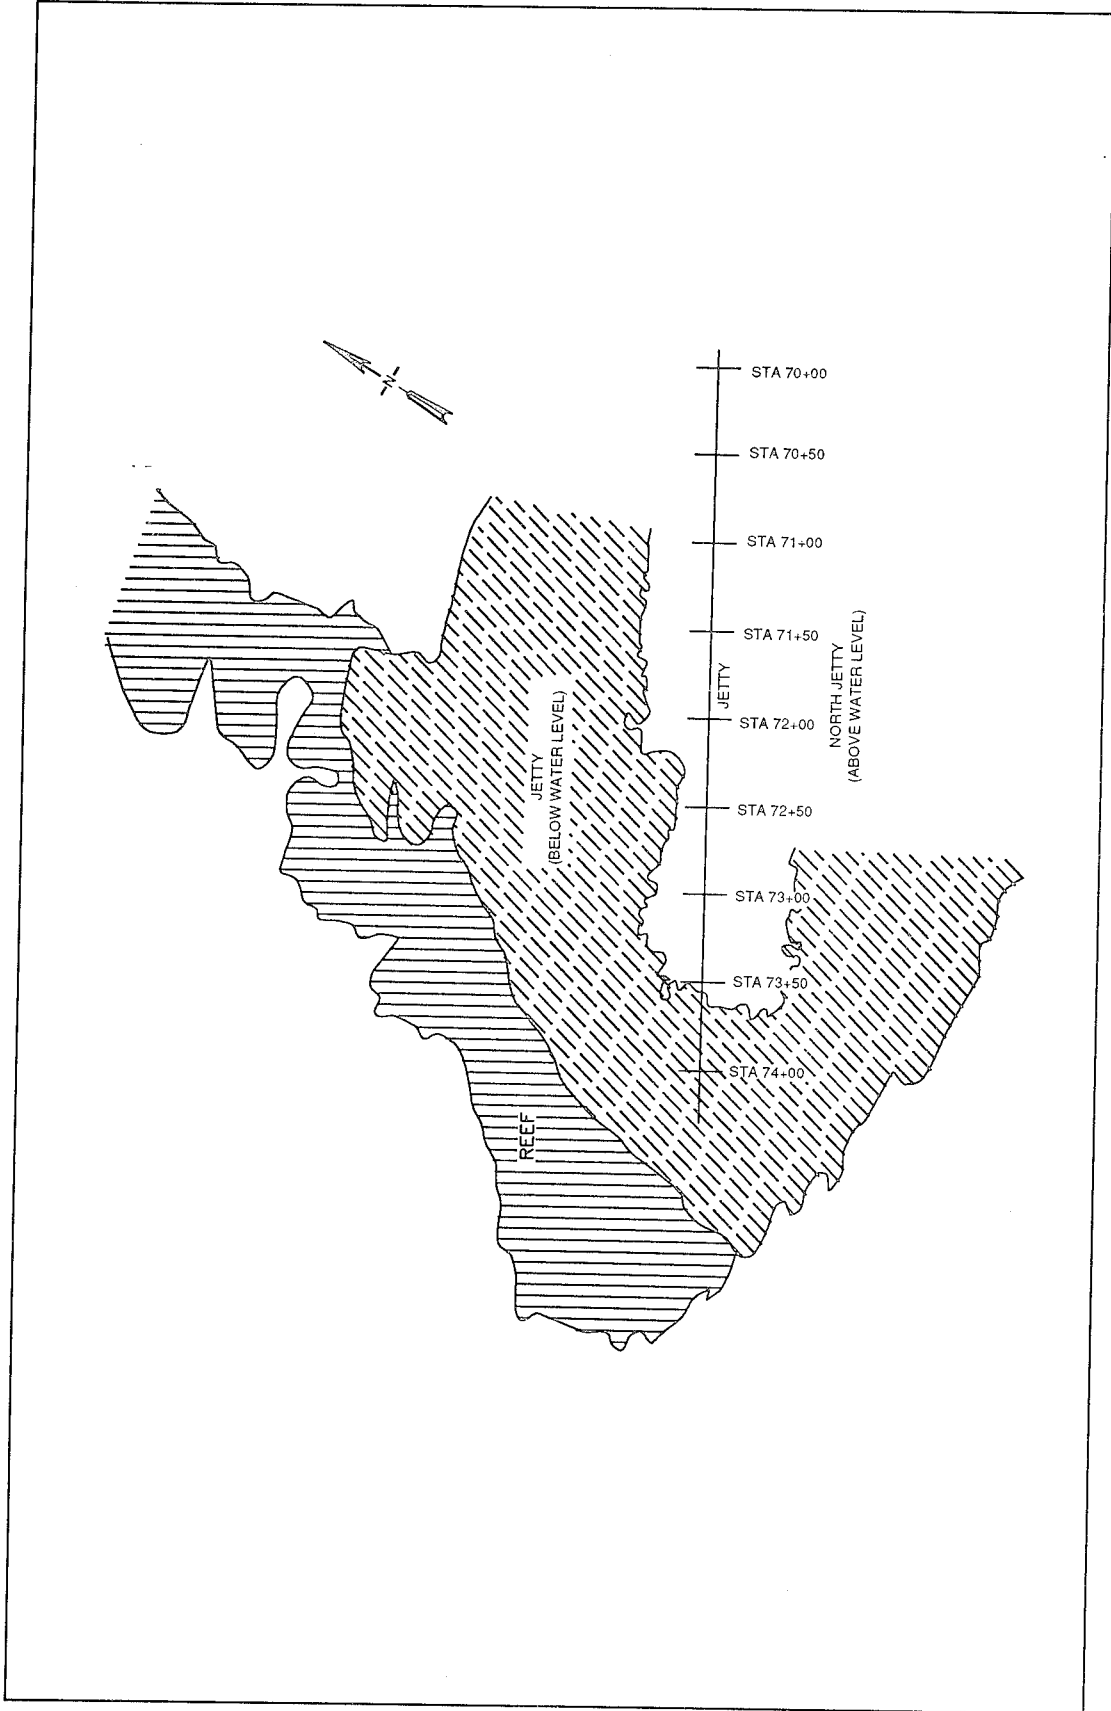 N
STA 70+00
STA 70+50
STA 71+00
STA 71+50
JETTY
STA 72+00
NORTH JETTY
(ABOVE WATER LEVEL)
JETTY
(BELOW WATER LEVEL)
STA 72+50
STA 73+00
STA 73+50
STA 74+00
REEF